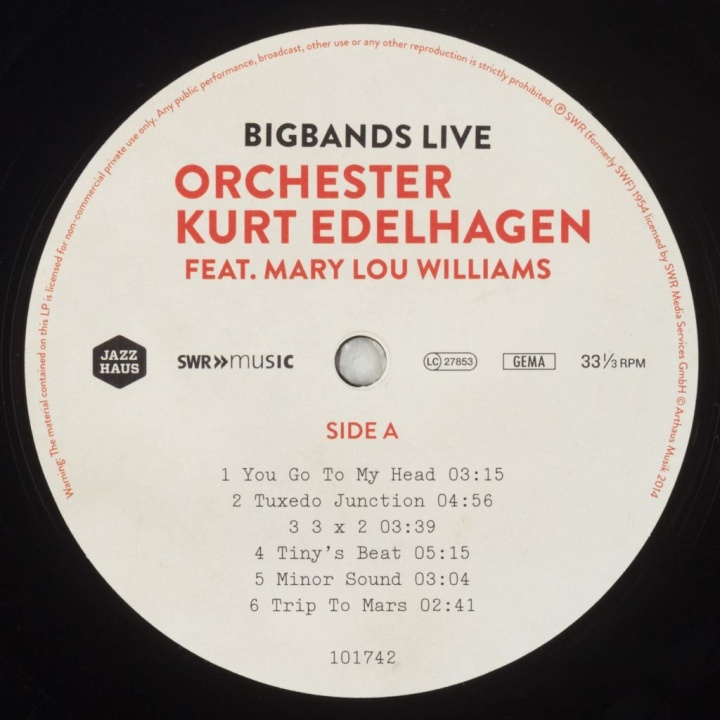 Warning: The material contained on this LP is licensed for non-commercial private use only. Any public performance, broadcast, other use or any other reproduction is strictly prohibited. ℗ SWR (formerly SWF) 1954 licensed by SWR Media Services GmbH © Arthaus Musik 2014
BIGBANDS LIVE
ORCHESTER
KURT EDELHAGEN
FEAT. MARY LOU WILLIAMS
JAZZ
HAUS
SWR»music
LC 27853
GEMA
33 1/3 RPM
SIDE A
1 You Go To My Head 03:15
2 Tuxedo Junction 04:56
3 3 x 2 03:39
4 Tiny's Beat 05:15
5 Minor Sound 03:04
6 Trip To Mars 02:41
101742